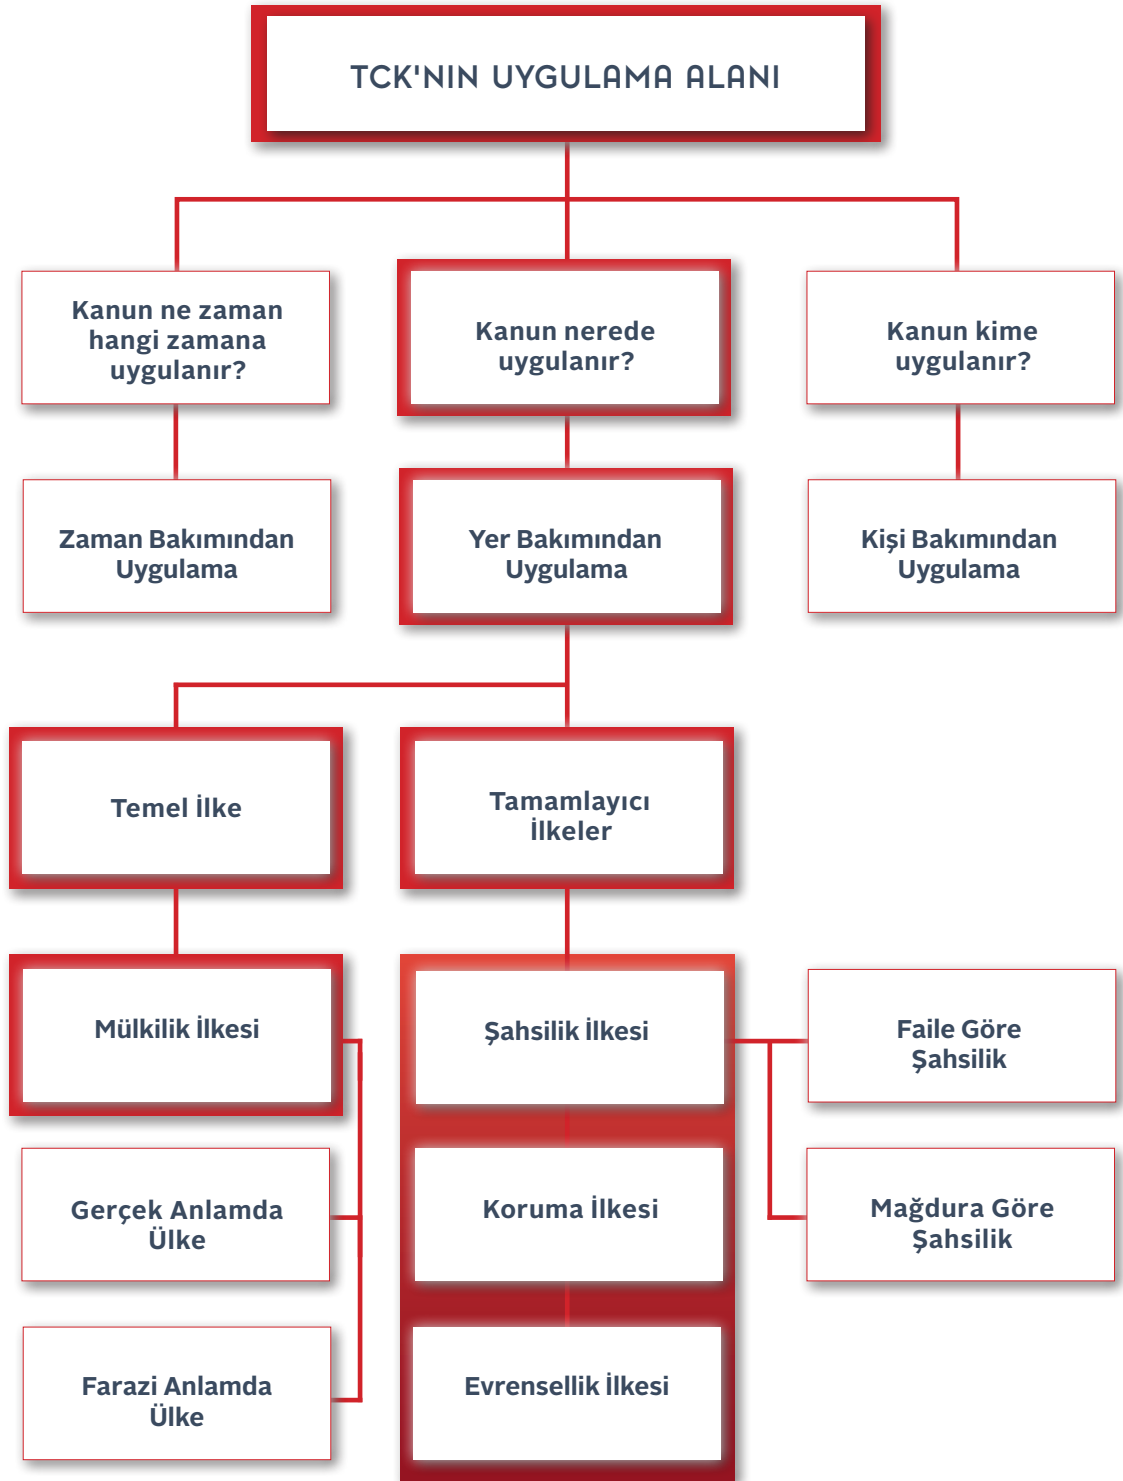 TCK'NIN UYGULAMA ALANI
Kanun ne zaman
hangi zamana
uygulanır?
Kanun nerede
uygulanır?
Kanun kime
uygulanır?
Zaman Bakımından
Uygulama
Yer Bakımından
Uygulama
Kişi Bakımından
Uygulama
Temel İlke
Tamamlayıcı
İlkeler
Mülkilik İlkesi
Şahsilik İlkesi
Faile Göre
Şahsilik
Gerçek Anlamda
Ülke
Koruma İlkesi
Mağdura Göre
Şahsilik
Farazi Anlamda
Ülke
Evrensellik İlkesi